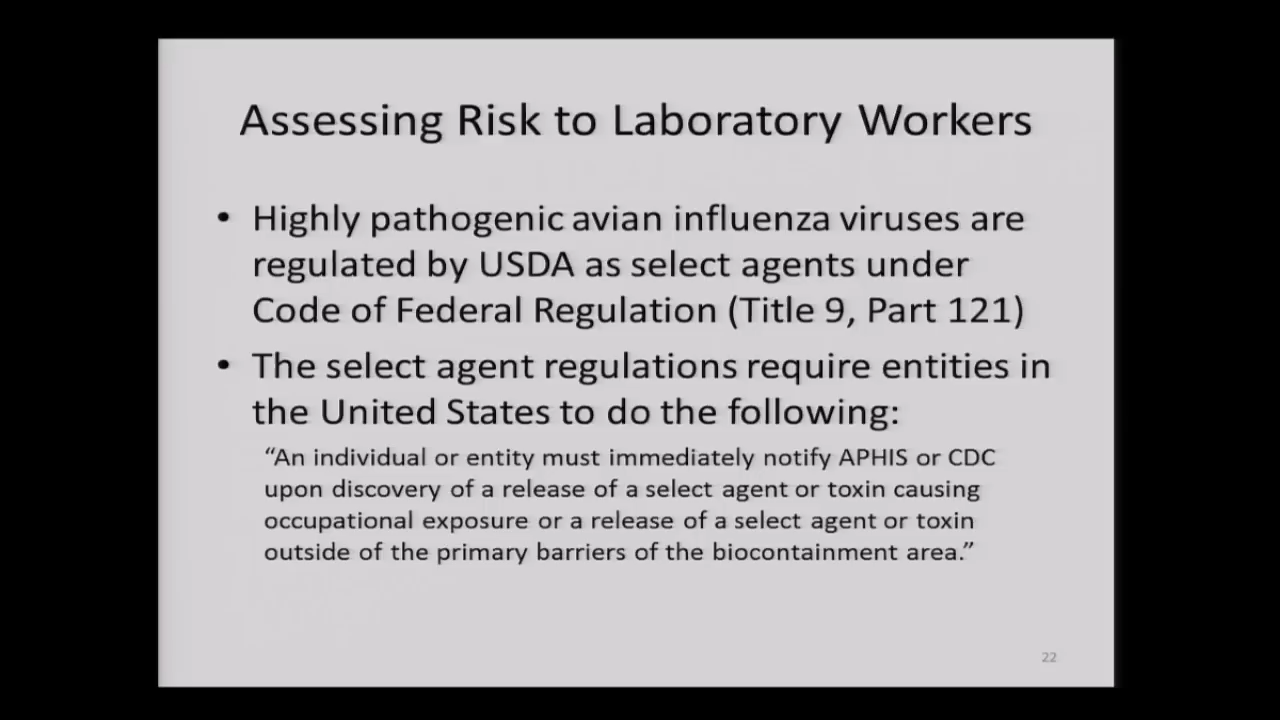 Assessing Risk to Laboratory Workers
• Highly pathogenic avian influenza viruses are
regulated by USDA as select agents under
Code of Federal Regulation (Title 9, Part 121)
• The select agent regulations require entities in
the United States to do the following:
“An individual or entity must immediately notify APHIS or CDC
upon discovery of a release of a select agent or toxin causing
occupational exposure or a release of a select agent or toxin
outside of the primary barriers of the biocontainment area.”
22